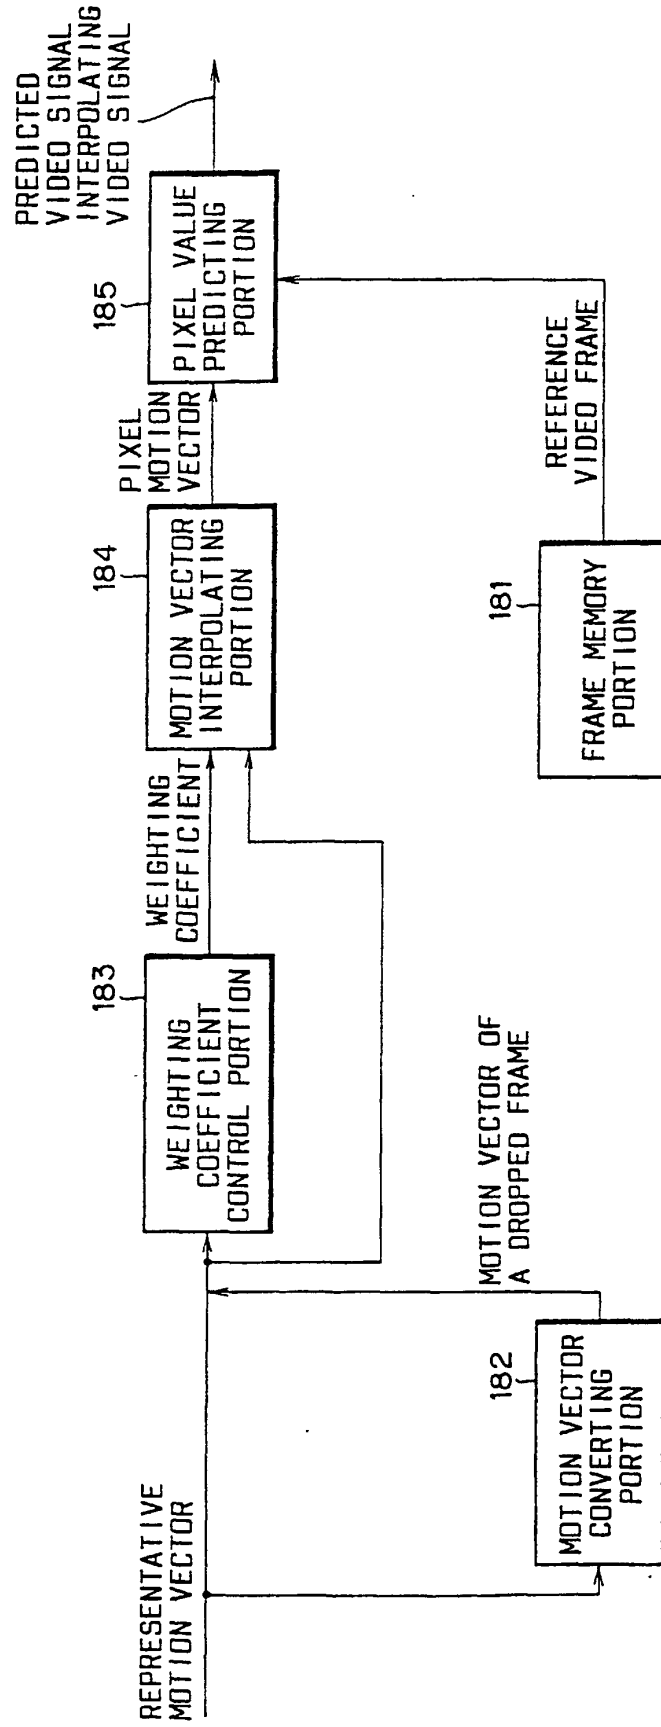 REPRESENTATIVE
MOTION VECTOR
182
MOTION VECTOR
CONVERTING
PORTION
MOTION VECTOR OF
A DROPPED FRAME
183
WEIGHTING
COEFFICIENT
CONTROL PORTION
WEIGHTING
COEFFICIENT
184
MOTION VECTOR
INTERPOLATING
PORTION
PIXEL
MOTION
VECTOR
181
FRAME MEMORY
PORTION
REFERENCE
VIDEO FRAME
185
PIXEL VALUE
PREDICTING
PORTION
PREDICTED
VIDEO SIGNAL
INTERPOLATING
VIDEO SIGNAL